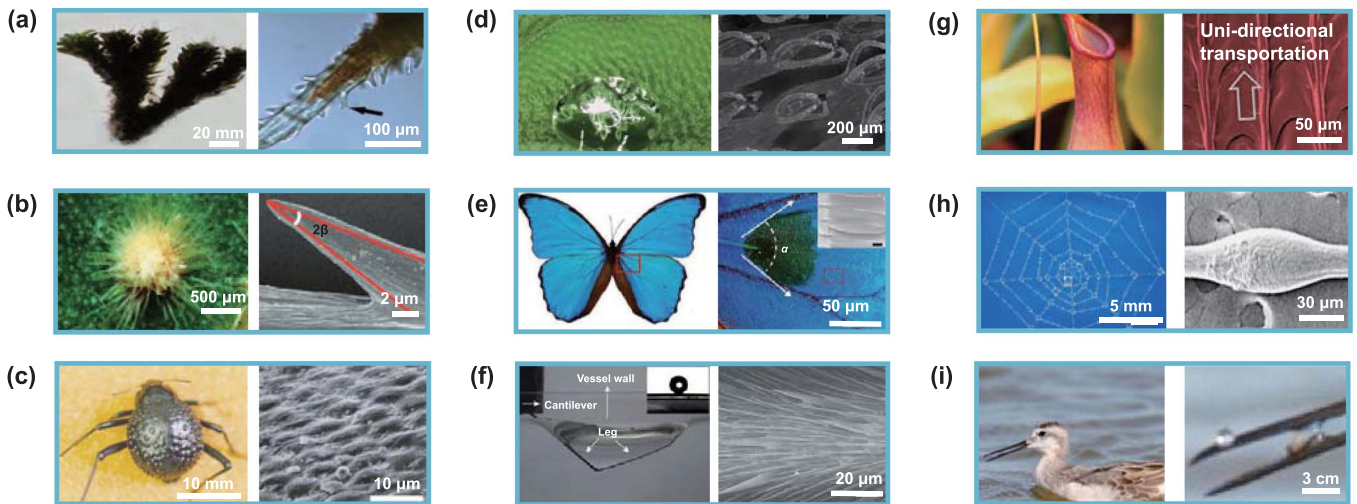 (a)
20 mm
100 µm
(b)
500 µm
2β
2 µm
(c)
10 mm
10 µm
(d)
200 µm
(e)
α
50 µm
(f)
Vessel wall
Cantilever
Leg
20 µm
(g)
Uni-directional
transportation
50 µm
(h)
5 mm
30 µm
(i)
3 cm